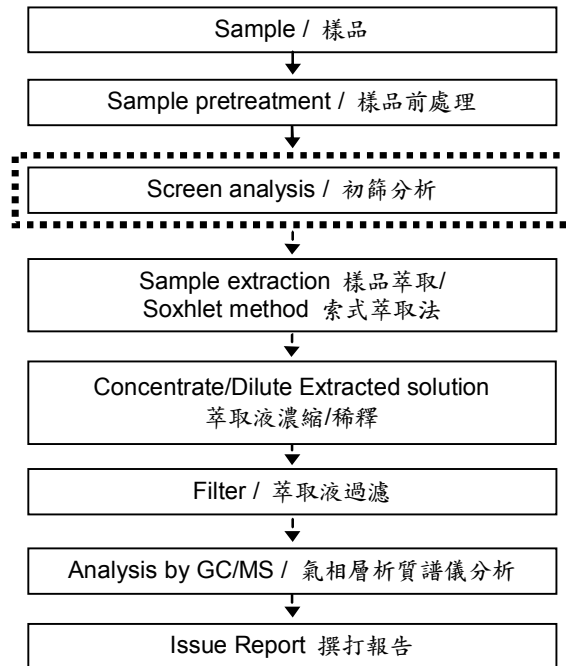 Sample / 樣品
Sample pretreatment / 樣品前處理
Screen analysis / 初篩分析
Sample extraction 樣品萃取/
Soxhlet method 索式萃取法
Concentrate/Dilute Extracted solution
萃取液濃縮/稀釋
Filter / 萃取液過濾
Analysis by GC/MS / 氣相層析質譜儀分析
Issue Report 撰打報告